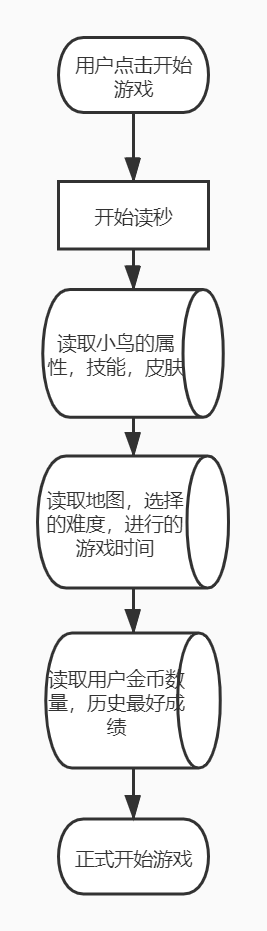 用户点击开始
游戏
开始读秒
读取小鸟的属
性，技能，皮肤
读取地图，选择
的难度，进行的
游戏时间
读取用户金币数
量，历史最好成
绩
正式开始游戏